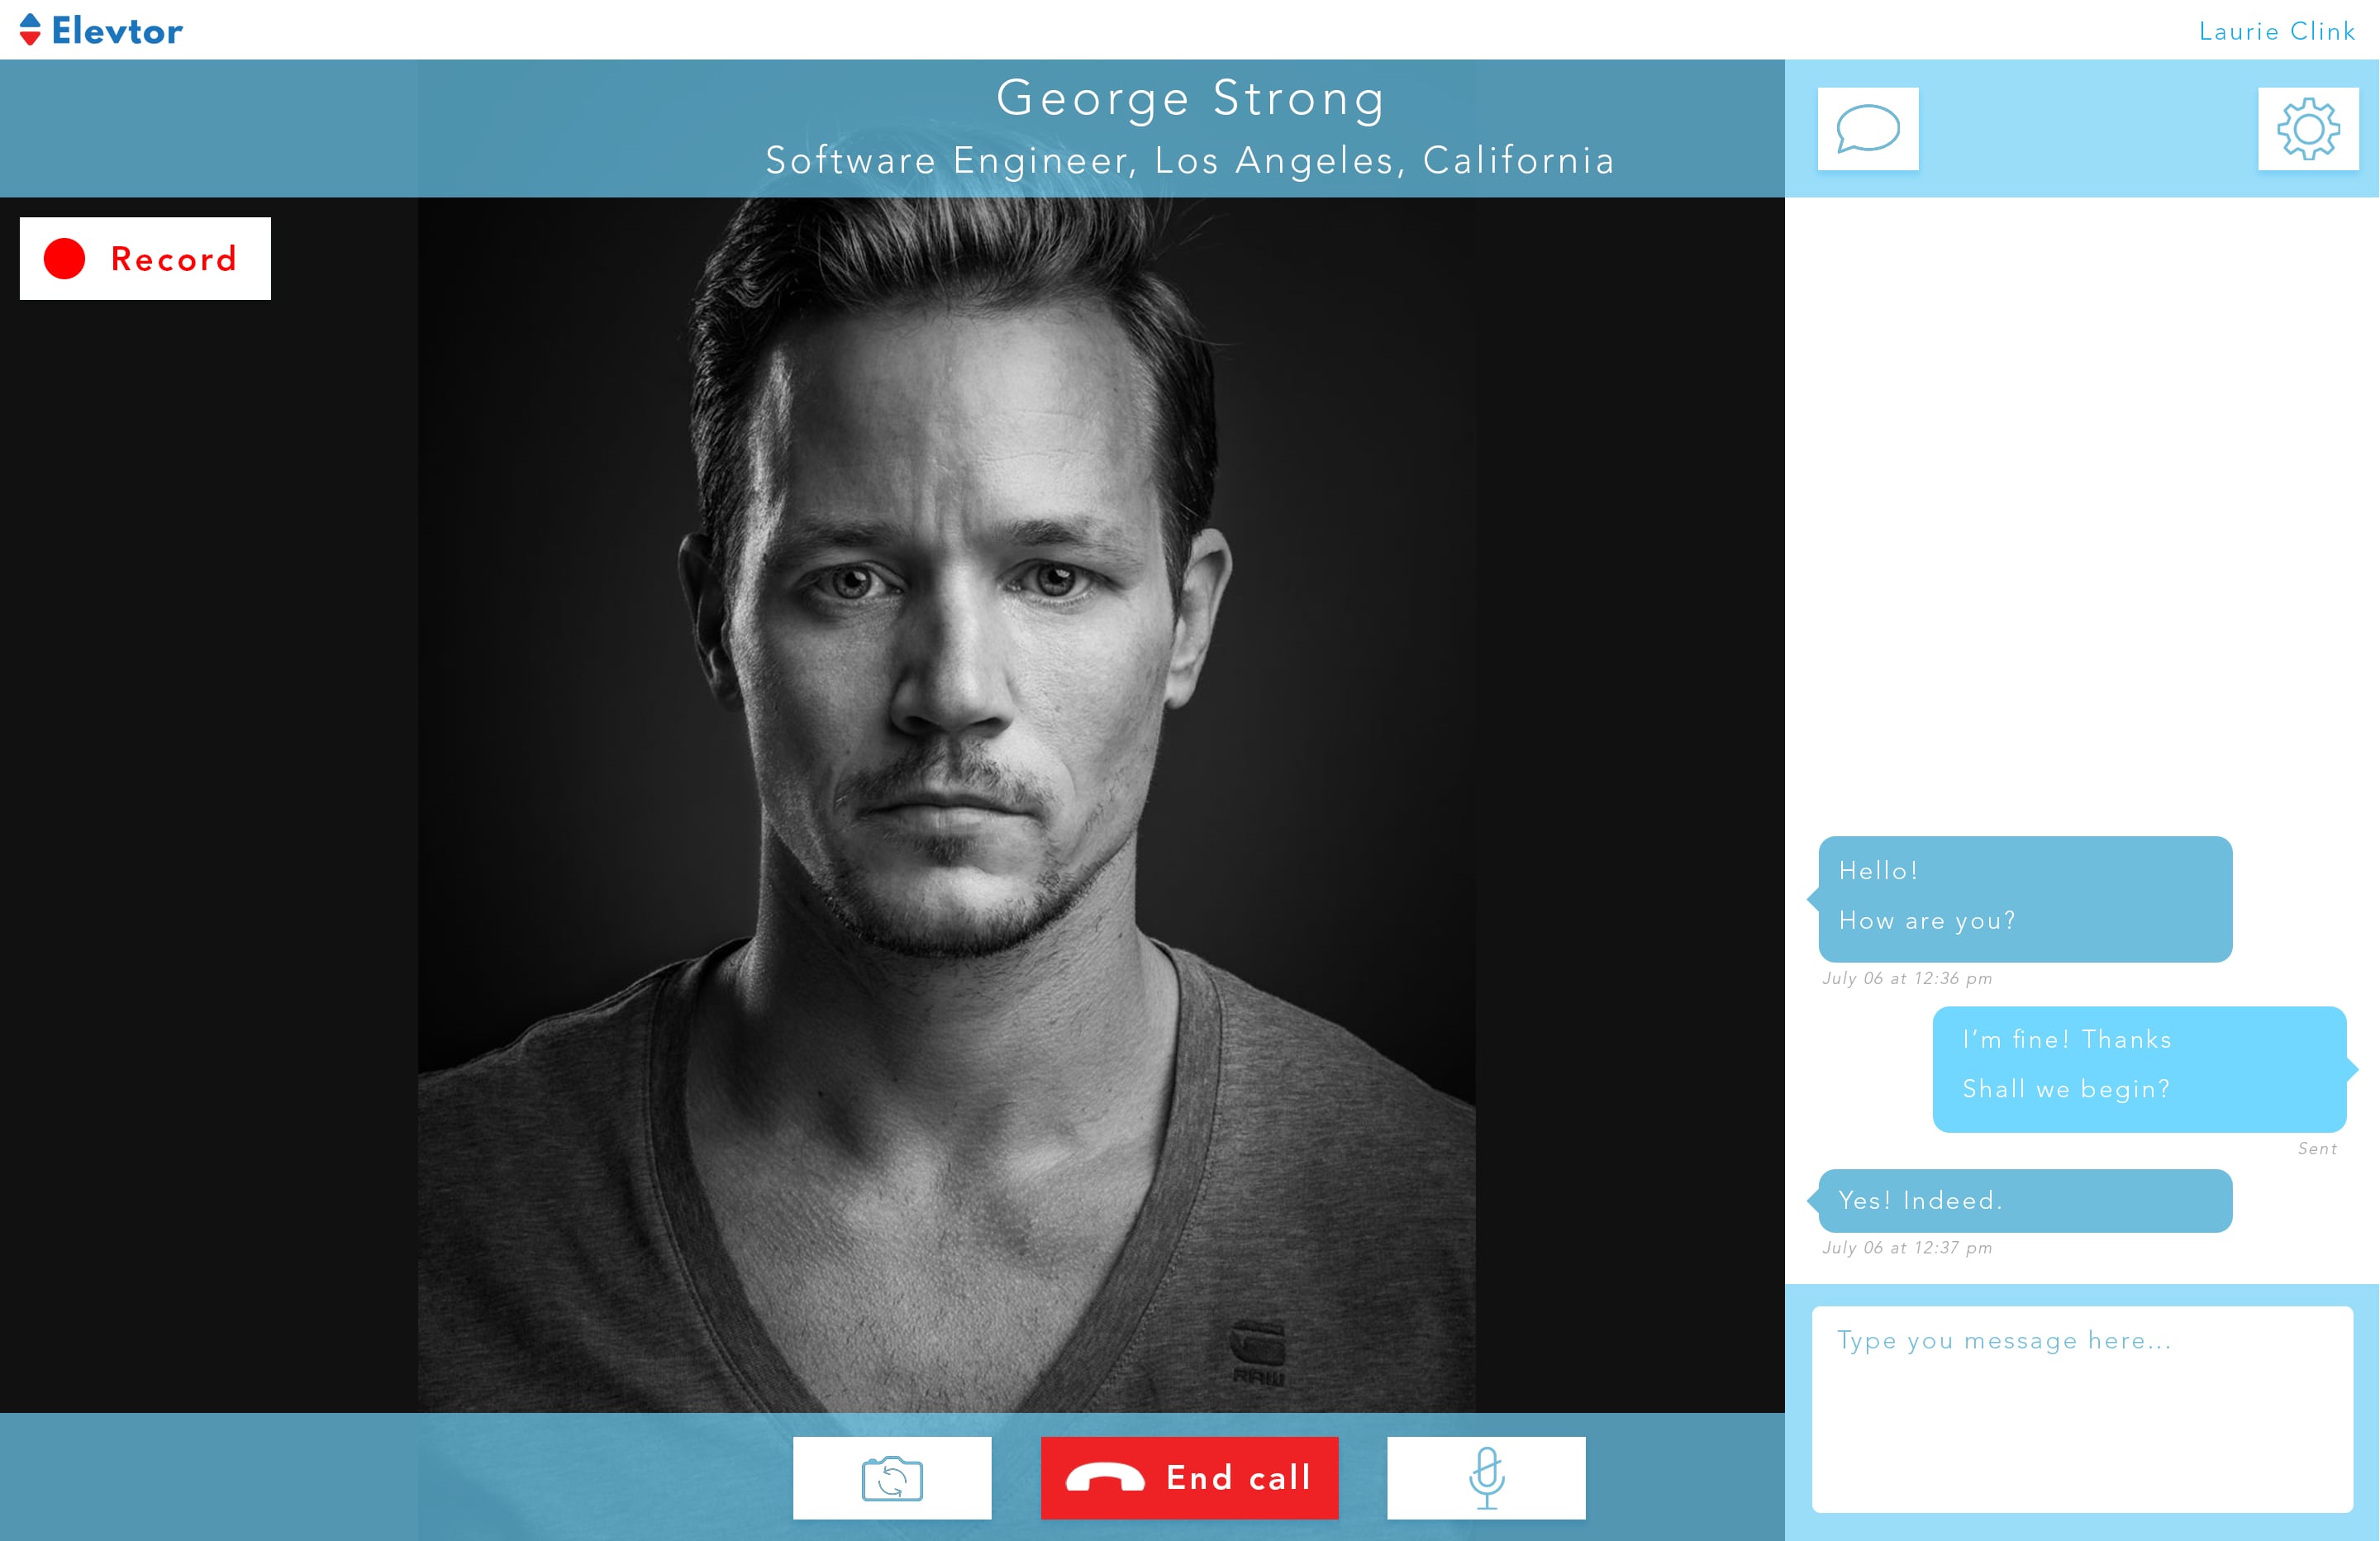 Elevtor
Laurie Clink
George Strong
Software Engineer, Los Angeles, California
Record
Hello!
How are you?
July 06 at 12:36 pm
I'm fine! Thanks
Shall we begin?
Sent
Yes! Indeed.
July 06 at 12:37 pm
Type you message here...
RAW
End call